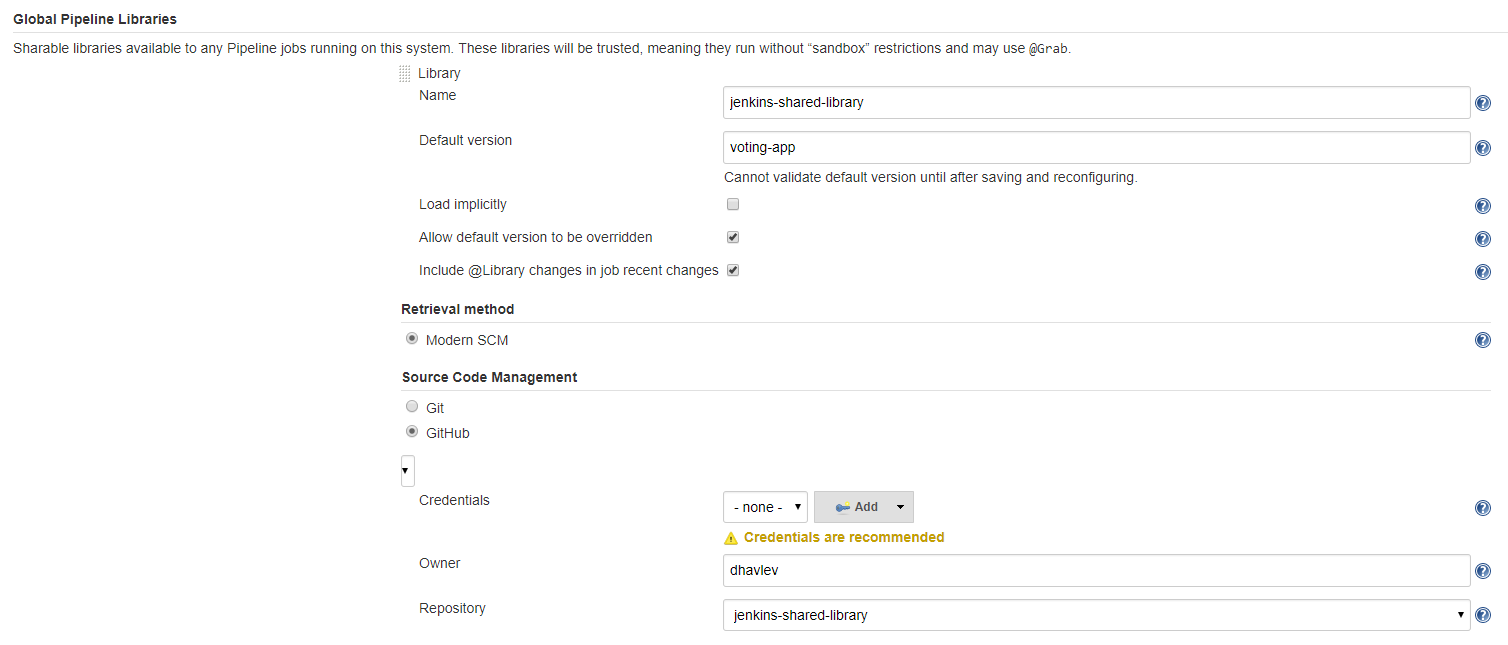 Global Pipeline Libraries
Sharable libraries available to any Pipeline jobs running on this system. These libraries will be trusted, meaning they run without “sandbox” restrictions and may use @Grab.
Library
Name
jenkins-shared-library
Default version
voting-app
Cannot validate default version until after saving and reconfiguring.
Load implicitly
Allow default version to be overridden
Include @Library changes in job recent changes
Retrieval method
Modern SCM
Source Code Management
Git
GitHub
Credentials
- none -
Add
Credentials are recommended
Owner
dhavlev
Repository
jenkins-shared-library